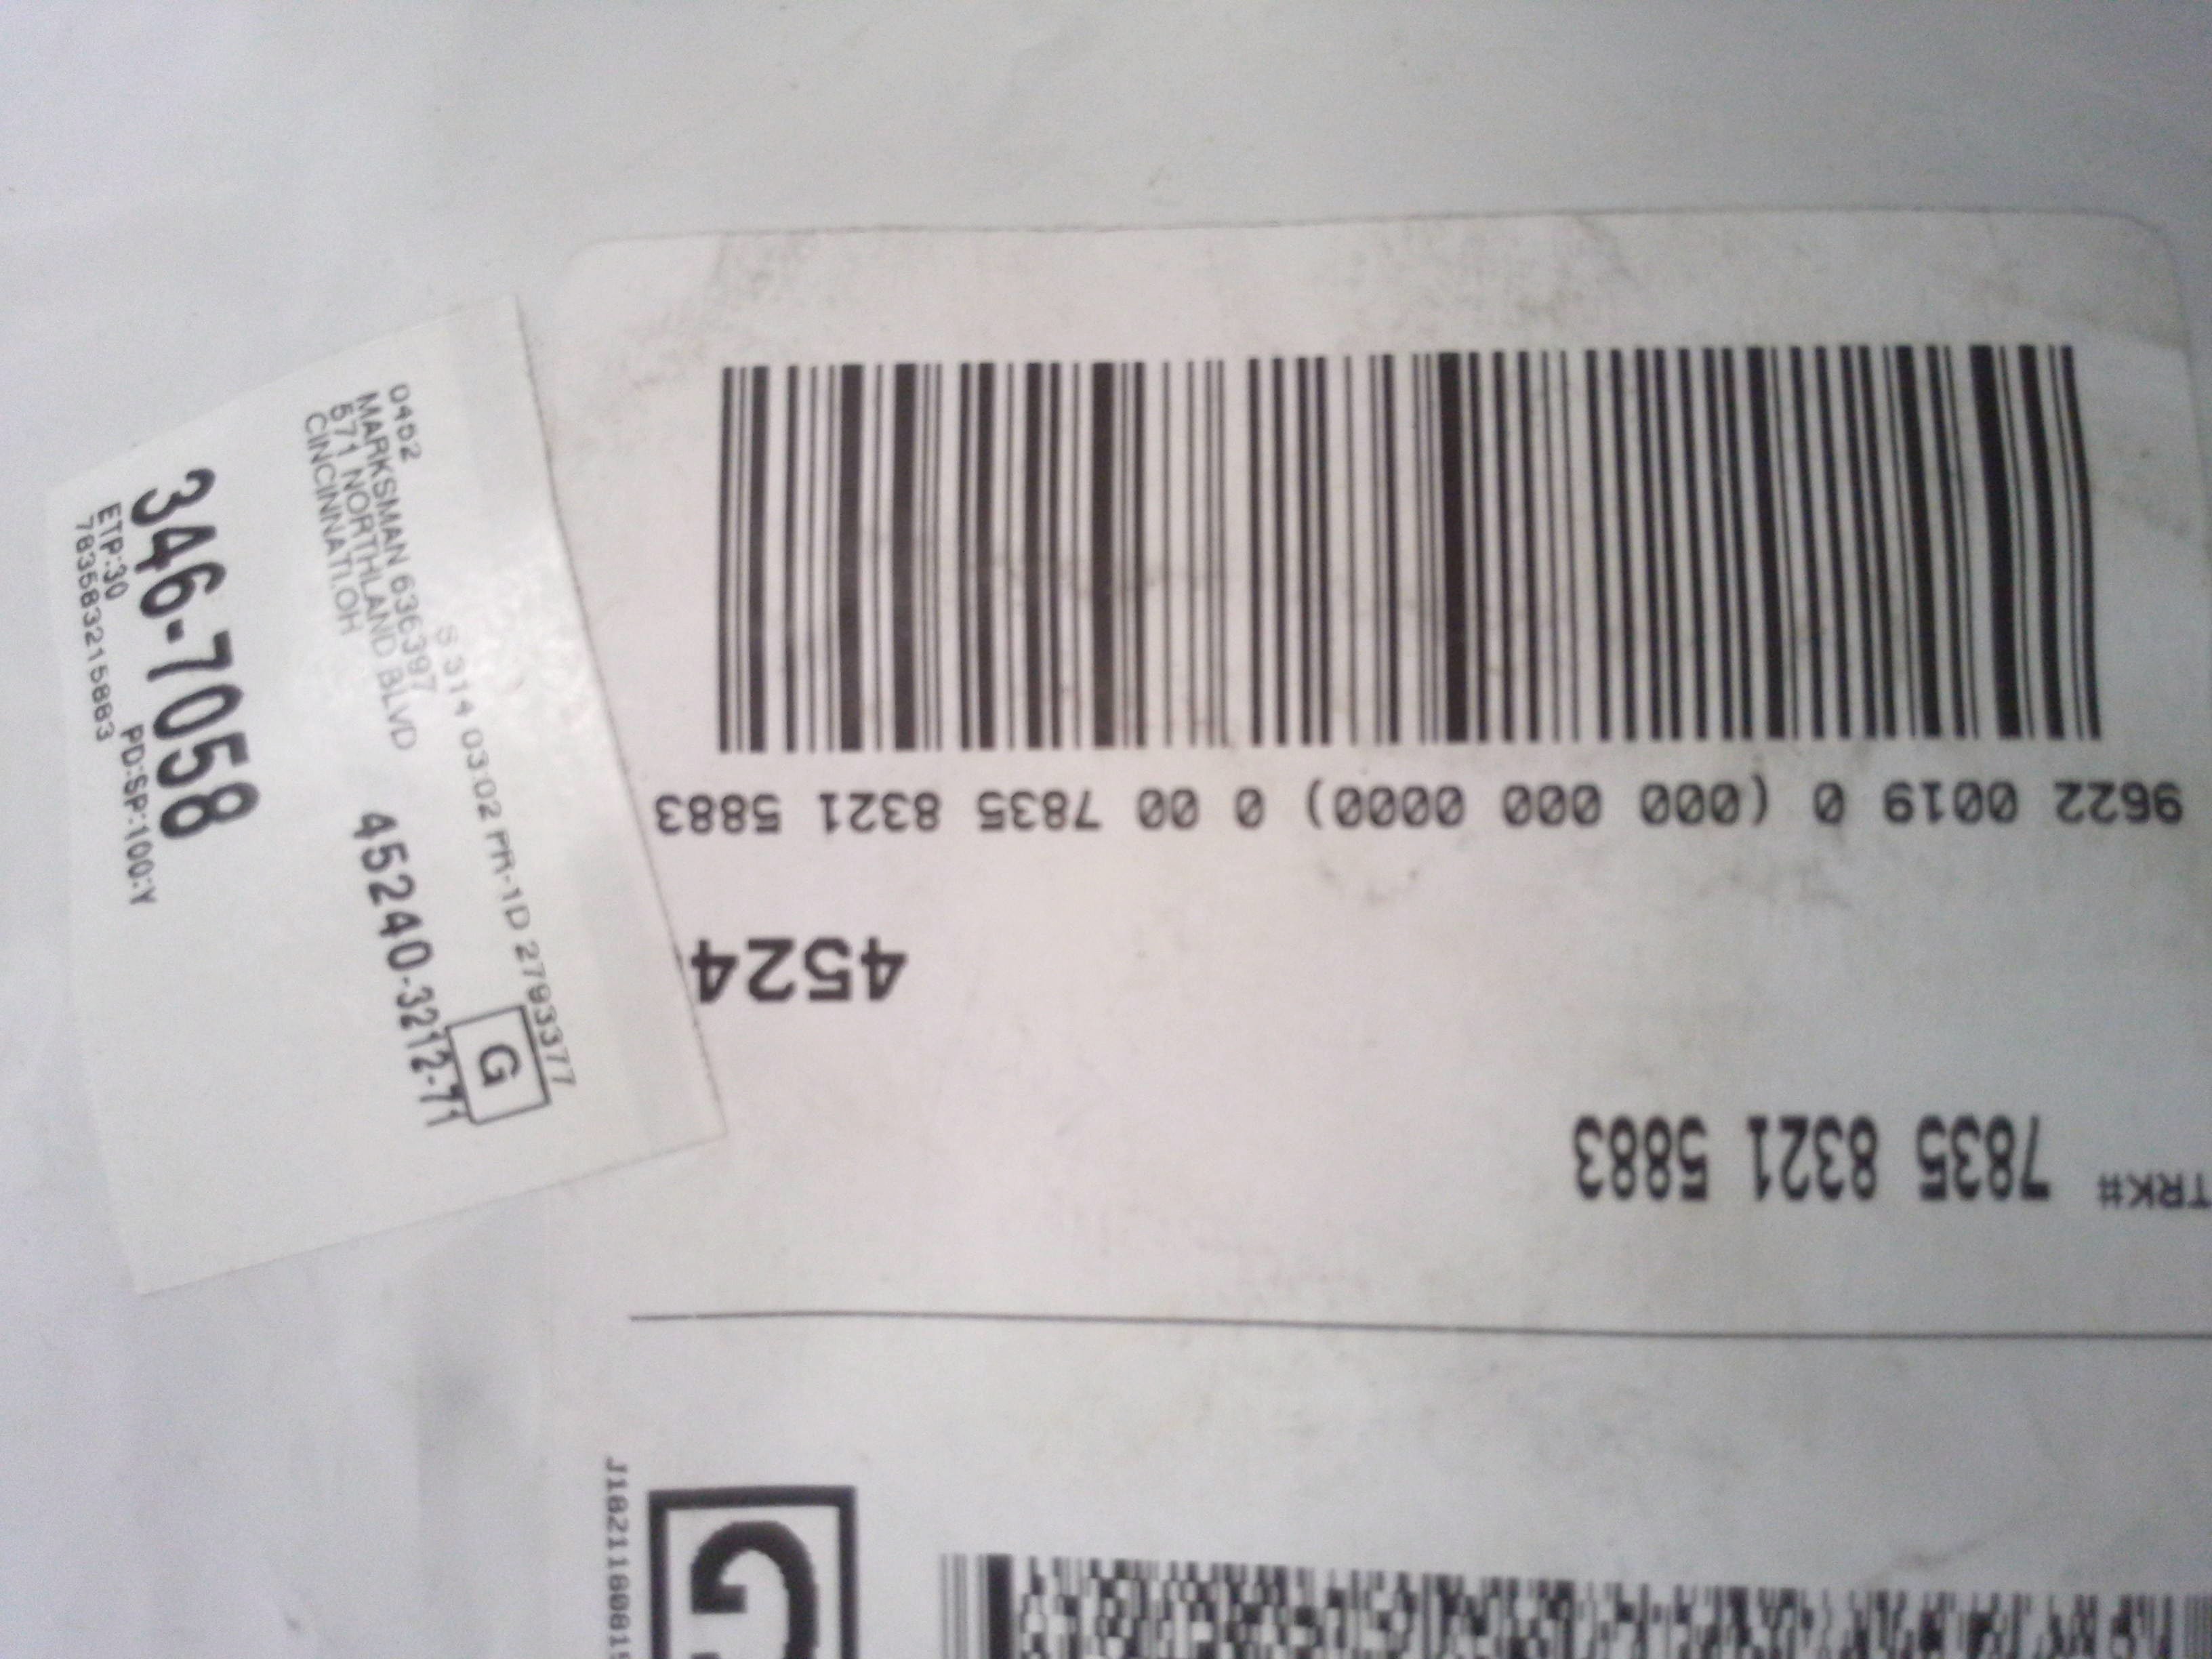 0452
MARKSMAN 636397
571 NORTHLAND BLVD
CINCINNATI.OH
S 314 03:02 PR-1D 2793377
G
45240-3212-71
346-7058
ETP:30
PD:SP:100:Y
783583215883
TRK#
7835 8321 5883
4524
9622 0019 0 (000 000 0000) 0 00 7835 8321 5883
G